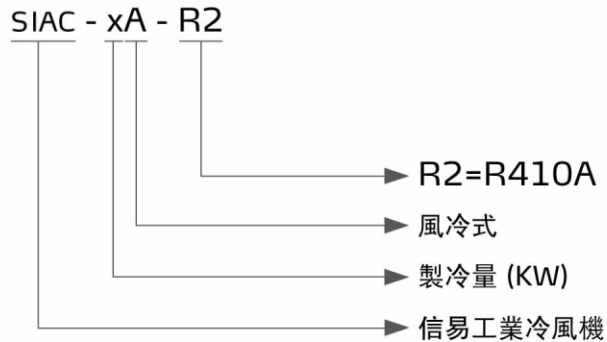 SIAC - xA - R2
R2=R410A
風冷式
製冷量 (KW)
信易工業冷風機